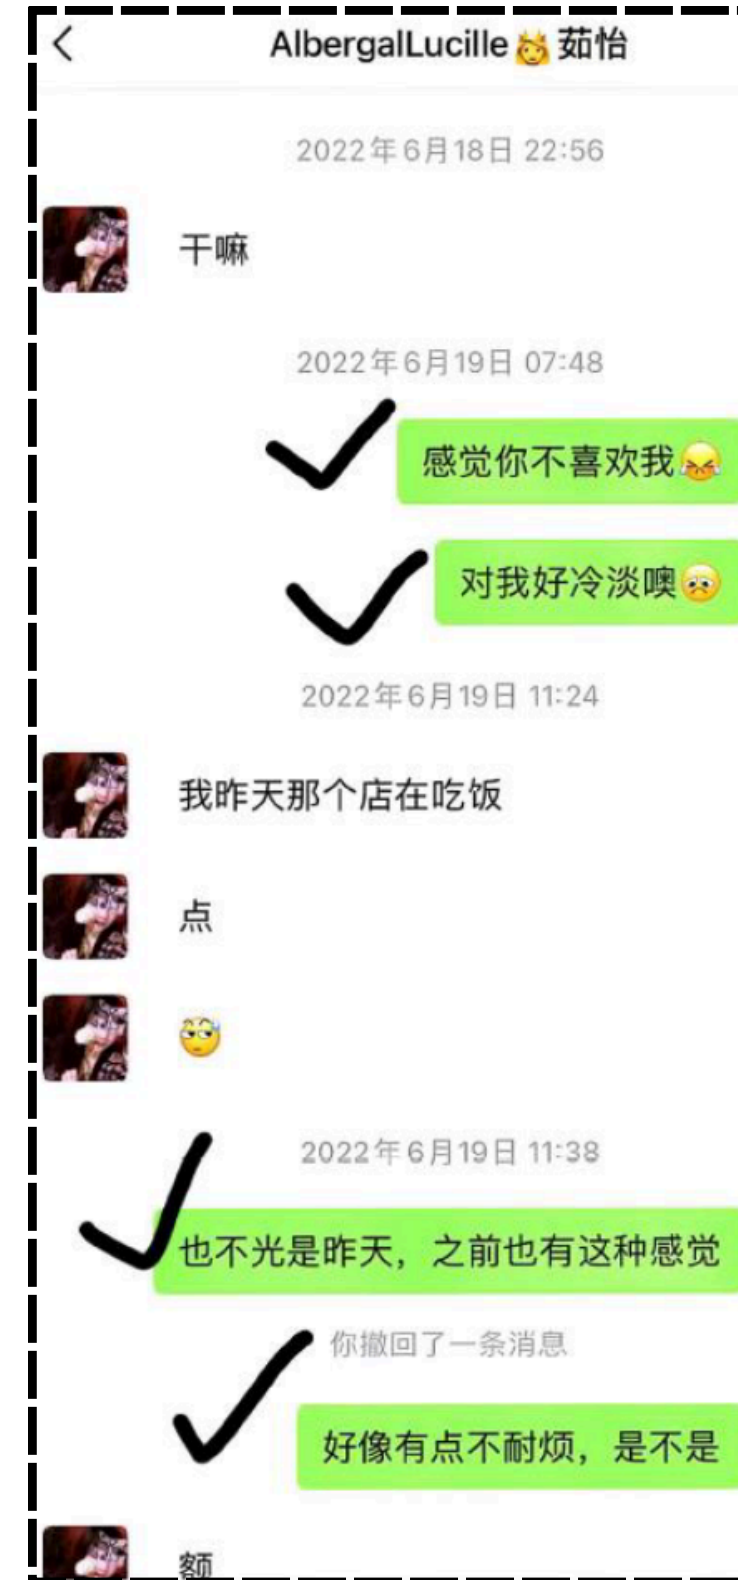 AlbergalLucille👸茹怡
2022年6月18日 22:56
干嘛
2022年6月19日 07:48
感觉你不喜欢我😣
对我好冷淡噢🥺
2022年6月19日 11:24
我昨天那个店在吃饭
点
2022年6月19日 11:38
也不光是昨天，之前也有这种感觉
你撤回了一条消息
好像有点不耐烦，是不是
额